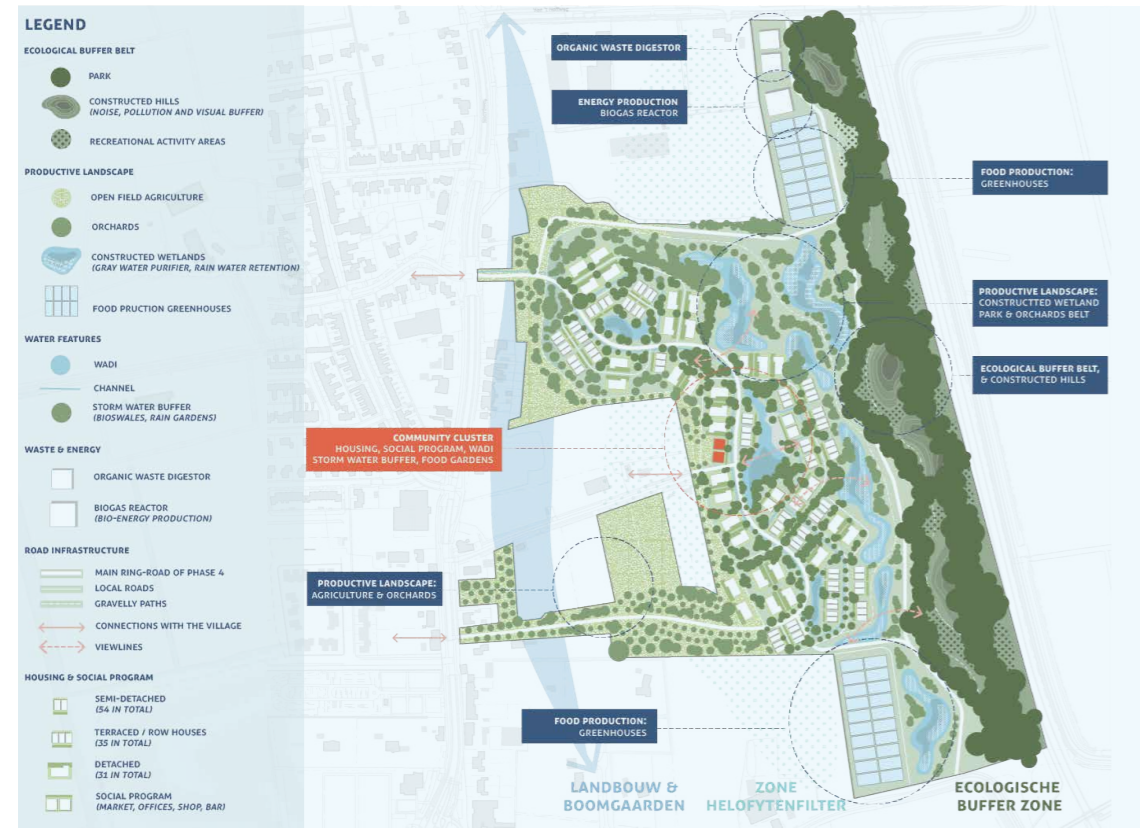 LEGEND
ECOLOGICAL BUFFER BELT
PARK
CONSTRUCTED HILLS
(NOISE, POLLUTION AND VISUAL BUFFER)
RECREATIONAL ACTIVITY AREAS
PRODUCTIVE LANDSCAPE
OPEN FIELD AGRICULTURE
ORCHARDS
CONSTRUCTED WETLANDS
(GRAY WATER PURIFIER, RAIN WATER RETENTION)
FOOD PRUCTION GREENHOUSES
WATER FEATURES
WADI
CHANNEL
STORM WATER BUFFER
(BIOSWALES, RAIN GARDENS)
WASTE & ENERGY
ORGANIC WASTE DIGESTOR
BIOGAS REACTOR
(BIO-ENERGY PRODUCTION)
ROAD INFRASTRUCTURE
MAIN RING-ROAD OF PHASE 4
LOCAL ROADS
GRAVELLY PATHS
CONNECTIONS WITH THE VILLAGE
VIEWLINES
HOUSING & SOCIAL PROGRAM
SEMI-DETACHED
(54 IN TOTAL)
TERRACED / ROW HOUSES
(35 IN TOTAL)
DETACHED
(31 IN TOTAL)
SOCIAL PROGRAM
(MARKET, OFFICES, SHOP, BAR)
ORGANIC WASTE DIGESTOR
ENERGY PRODUCTION
BIOGAS REACTOR
FOOD PRODUCTION:
GREENHOUSES
PRODUCTIVE LANDSCAPE:
CONSTRUCTTED WETLAND
PARK & ORCHARDS BELT
ECOLOGICAL BUFFER BELT,
& CONSTRUCTED HILLS
COMMUNITY CLUSTER
HOUSING, SOCIAL PROGRAM, WADI
STORM WATER BUFFER, FOOD GARDENS
PRODUCTIVE LANDSCAPE:
AGRICULTURE & ORCHARDS
FOOD PRODUCTION:
GREENHOUSES
LANDBOUW &
BOOMGAARDEN
ZONE
HELOFYTENFILTER
ECOLOGISCHE
BUFFER ZONE